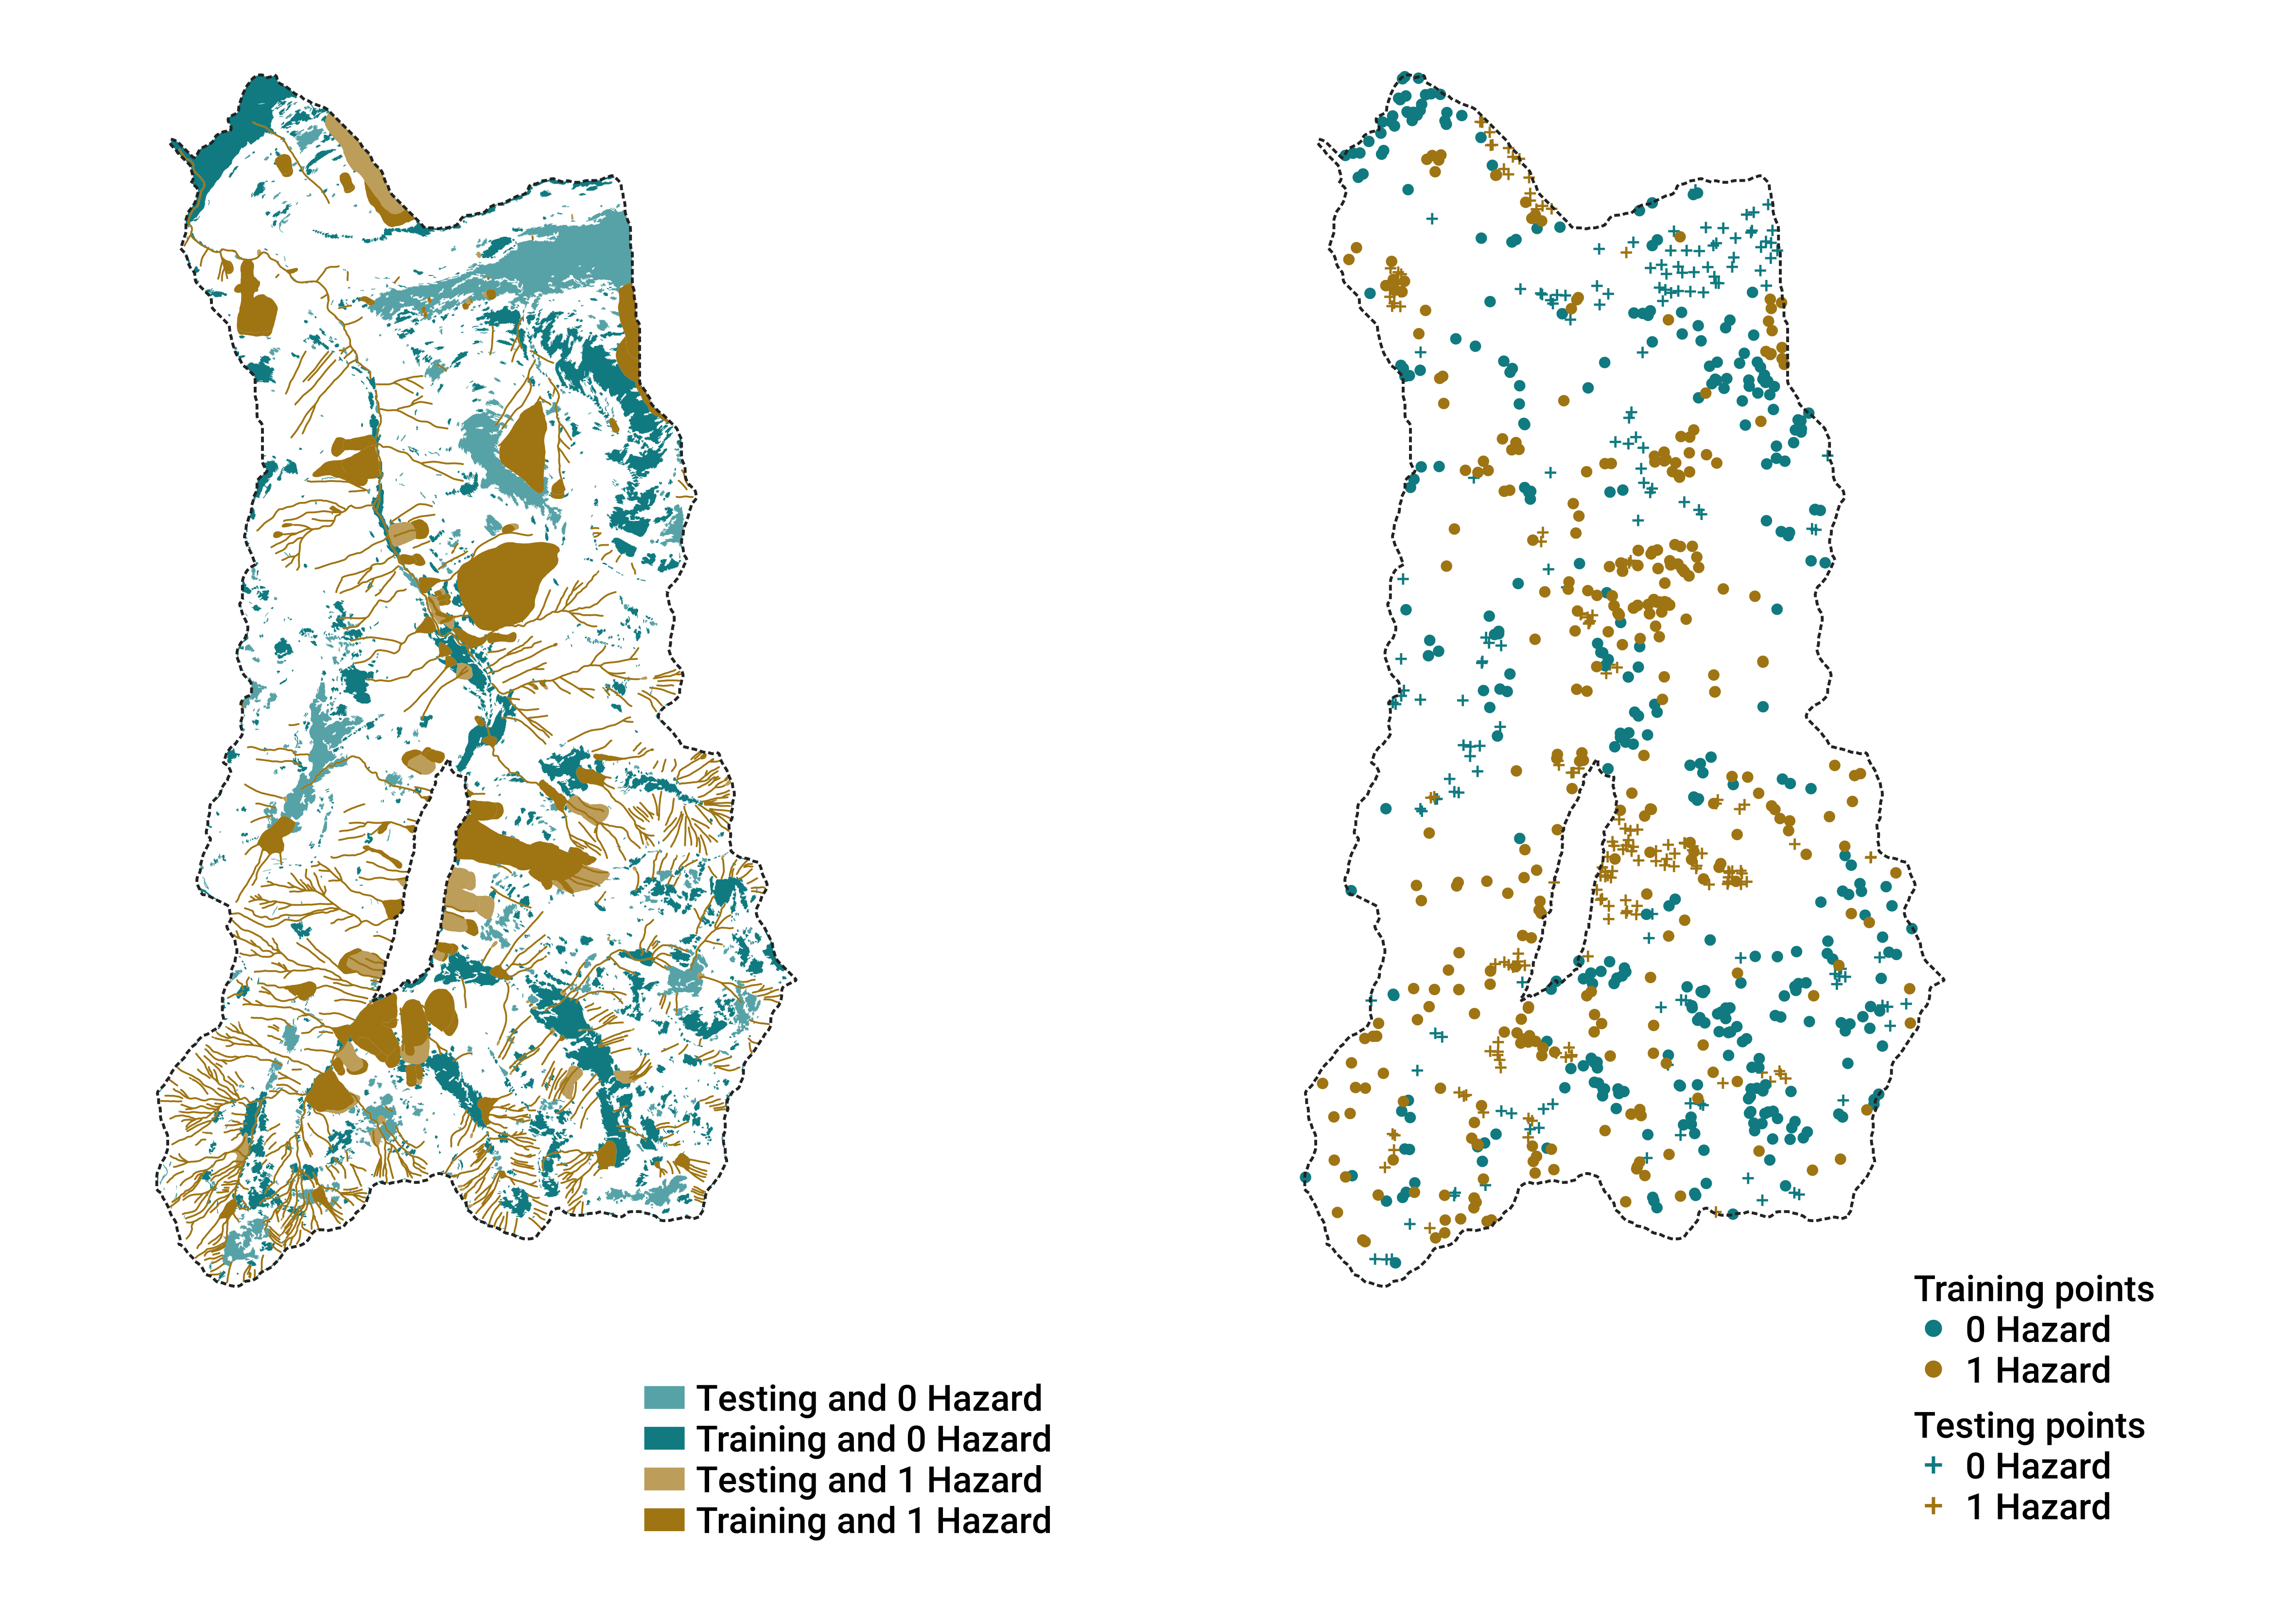 Testing and 0 Hazard
Training and 0 Hazard
Testing and 1 Hazard
Training and 1 Hazard
Training points
0 Hazard
1 Hazard
Testing points
0 Hazard
1 Hazard